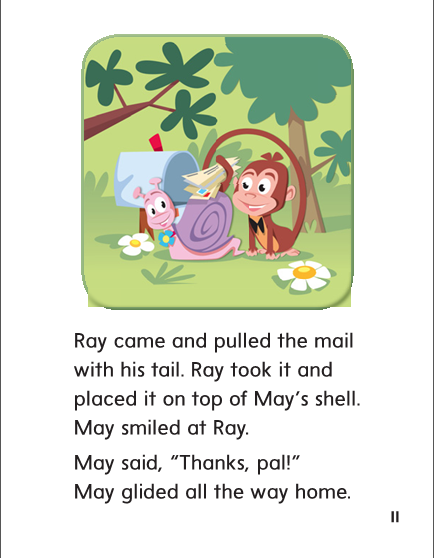 Ray came and pulled the mail
with his tail. Ray took it and
placed it on top of May's shell.
May smiled at Ray.
May said, "Thanks, pal!"
May glided all the way home.
11